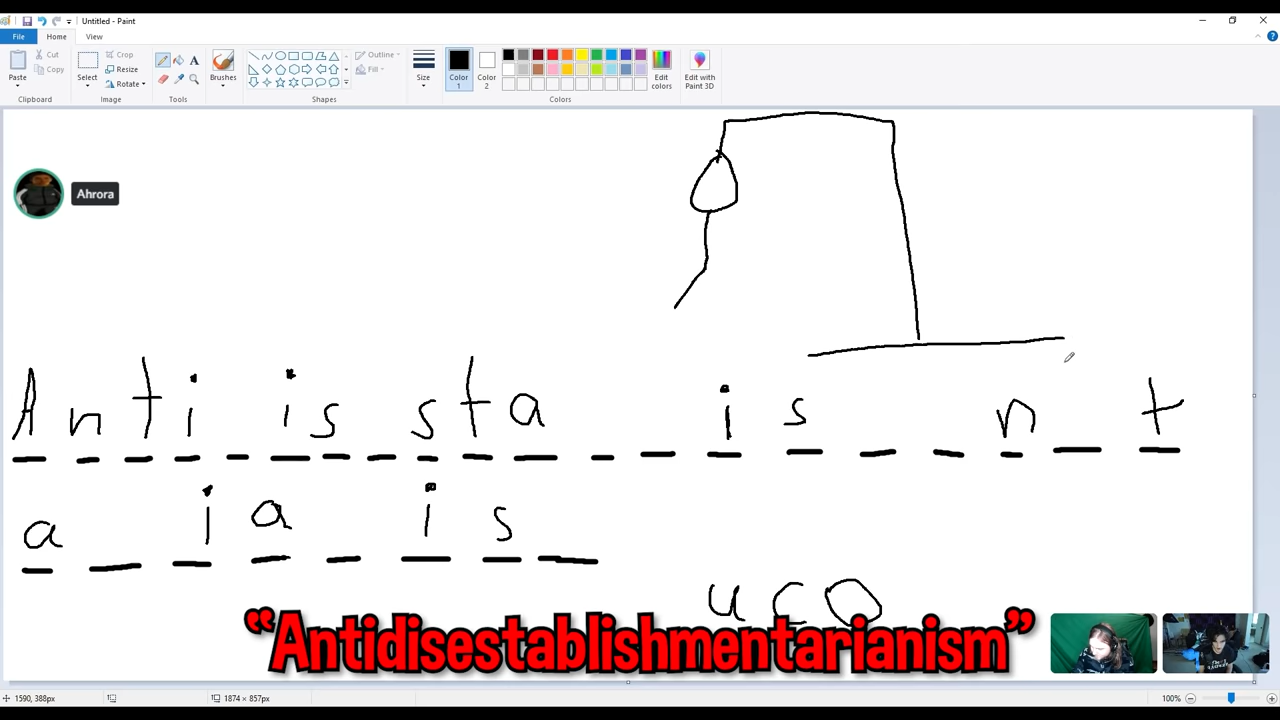 Untitled - Paint
File Home View
Paste
Cut
Copy
Clipboard
Select
Crop
Resize
Rotate
Image
Tools
Brushes
Shapes
Outline
Fill
Size
Color 1
Color 2
Edit colors
Colors
Edit with Paint 3D
Ahrora
A n t i i s s t a i s n t
a i a i s
u c o
“Antidisestablishmentarianism”
1590, 388px
1874 × 857px
100%